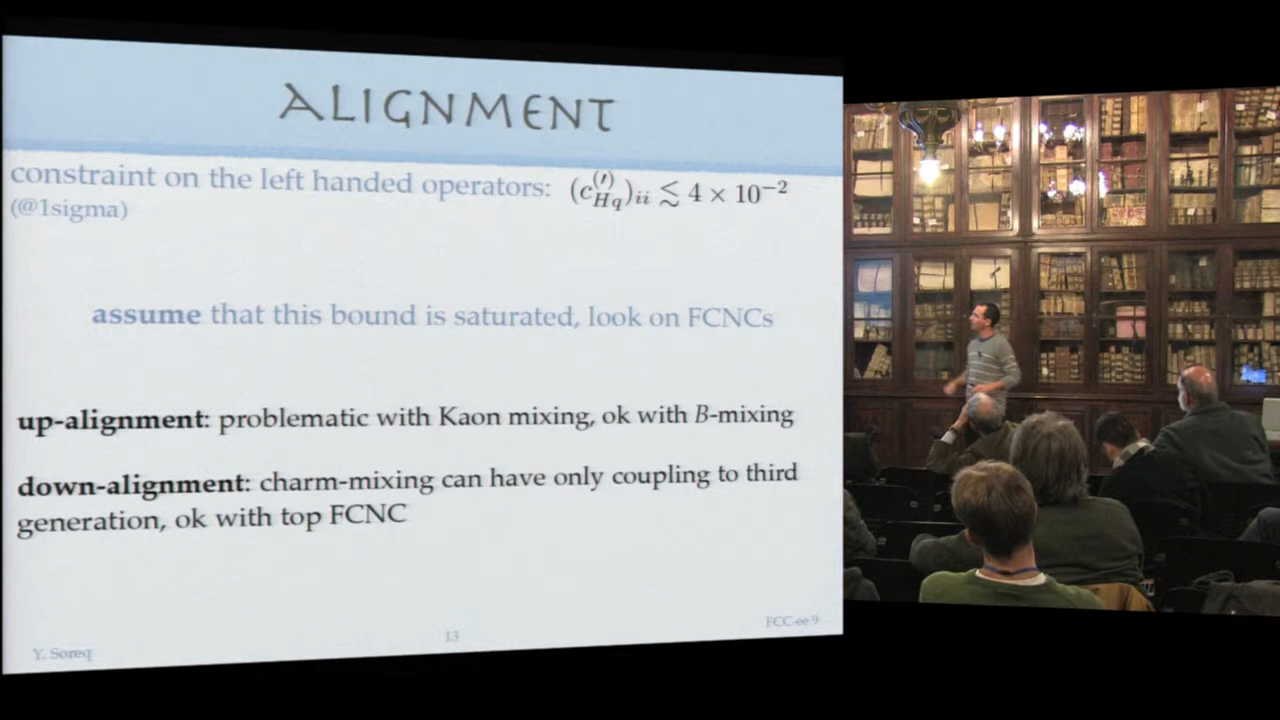 ALIGNMENT
constraint on the left handed operators: $(c_{Hq}^{(\prime)})_{ii} \lesssim 4 \times 10^{-2}$
(@1sigma)
assume that this bound is saturated, look on FCNCs
up-alignment: problematic with Kaon mixing, ok with B-mixing
down-alignment: charm-mixing can have only coupling to third
generation, ok with top FCNC
Y. Soreq
13
FCC-ee 9